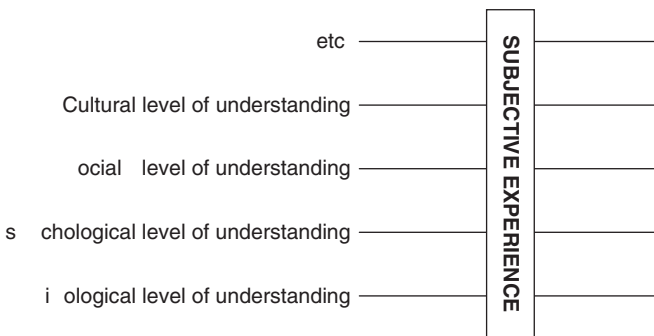 etc
Cultural level of understanding
ocial level of understanding
s chological level of understanding
i ological level of understanding
SUBJECTIVE EXPERIENCE